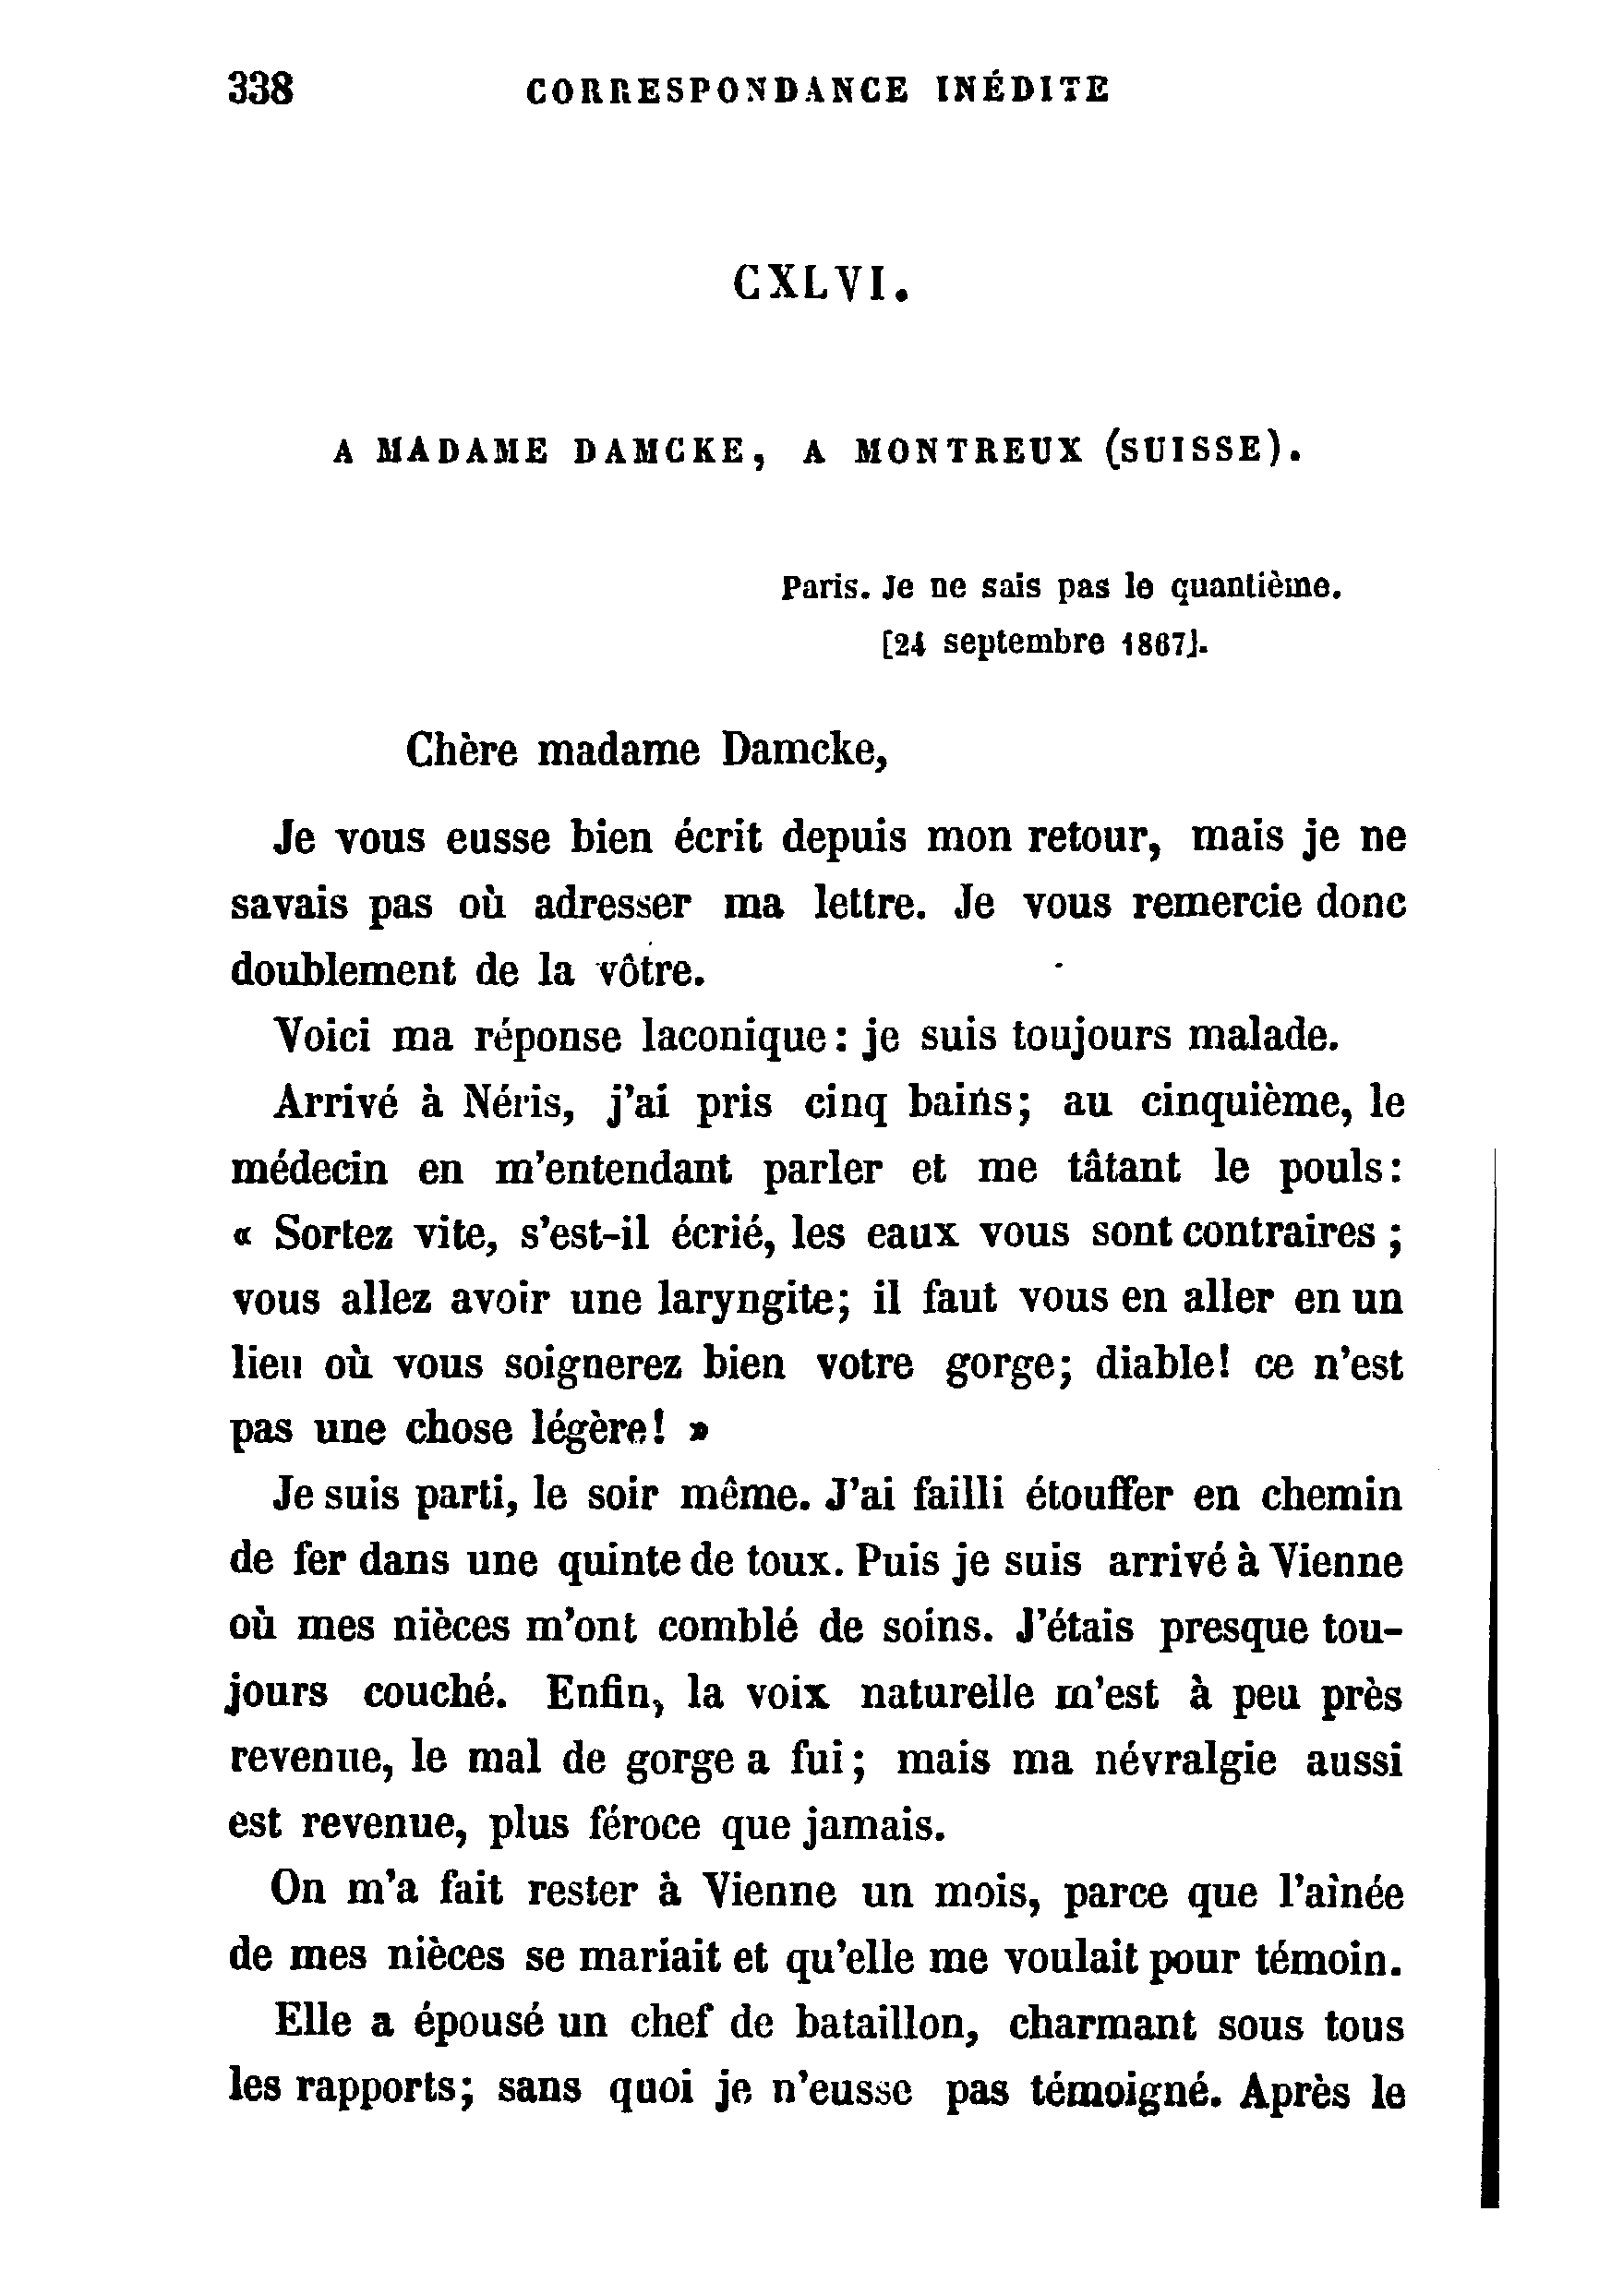 338 CORRESPONDANCE INÉDITE
CXLVI.
A MADAME DAMCKE, A MONTREUX (SUISSE).
Paris. Je ne sais pas le quantième.
[24 septembre 1867].
Chère madame Damcke,
Je vous eusse bien écrit depuis mon retour, mais je ne
savais pas où adresser ma lettre. Je vous remercie donc
doublement de la vôtre.
Voici ma réponse laconique : je suis toujours malade.
Arrivé à Néris, j'ai pris cinq bains; au cinquième, le
médecin en m'entendant parler et me tâtant le pouls:
« Sortez vite, s'est-il écrié, les eaux vous sont contraires ;
vous allez avoir une laryngite; il faut vous en aller en un
lieu où vous soignerez bien votre gorge; diable! ce n'est
pas une chose légère! »
Je suis parti, le soir même. J'ai failli étouffer en chemin
de fer dans une quinte de toux. Puis je suis arrivé à Vienne
où mes nièces m'ont comblé de soins. J'étais presque tou-
jours couché. Enfin, la voix naturelle m'est à peu près
revenue, le mal de gorge a fui ; mais ma névralgie aussi
est revenue, plus féroce que jamais.
On m'a fait rester à Vienne un mois, parce que l'aînée
de mes nièces se mariait et qu'elle me voulait pour témoin.
Elle a épousé un chef de bataillon, charmant sous tous
les rapports; sans quoi je n'eusse pas témoigné. Après le